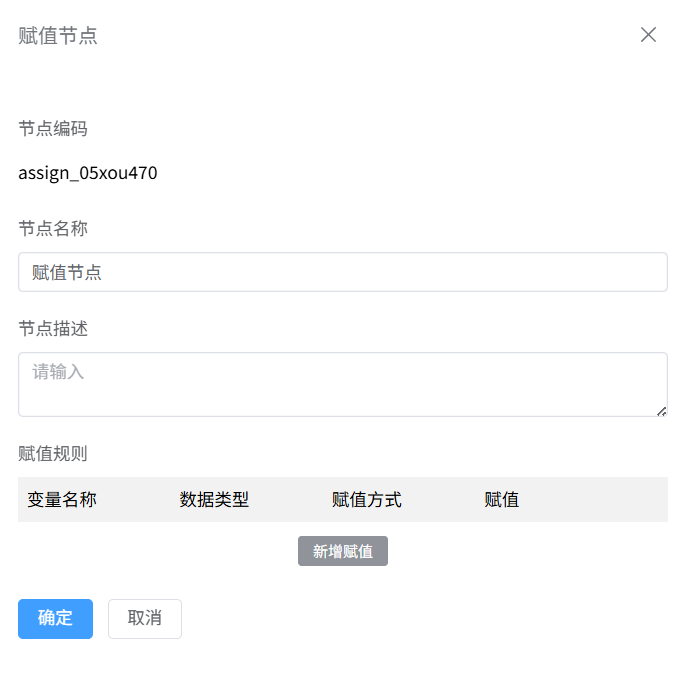 赋值节点
节点编码
assign_05xou470
节点名称
赋值节点
节点描述
请输入
赋值规则
变量名称 数据类型 赋值方式 赋值
新增赋值
确定 取消